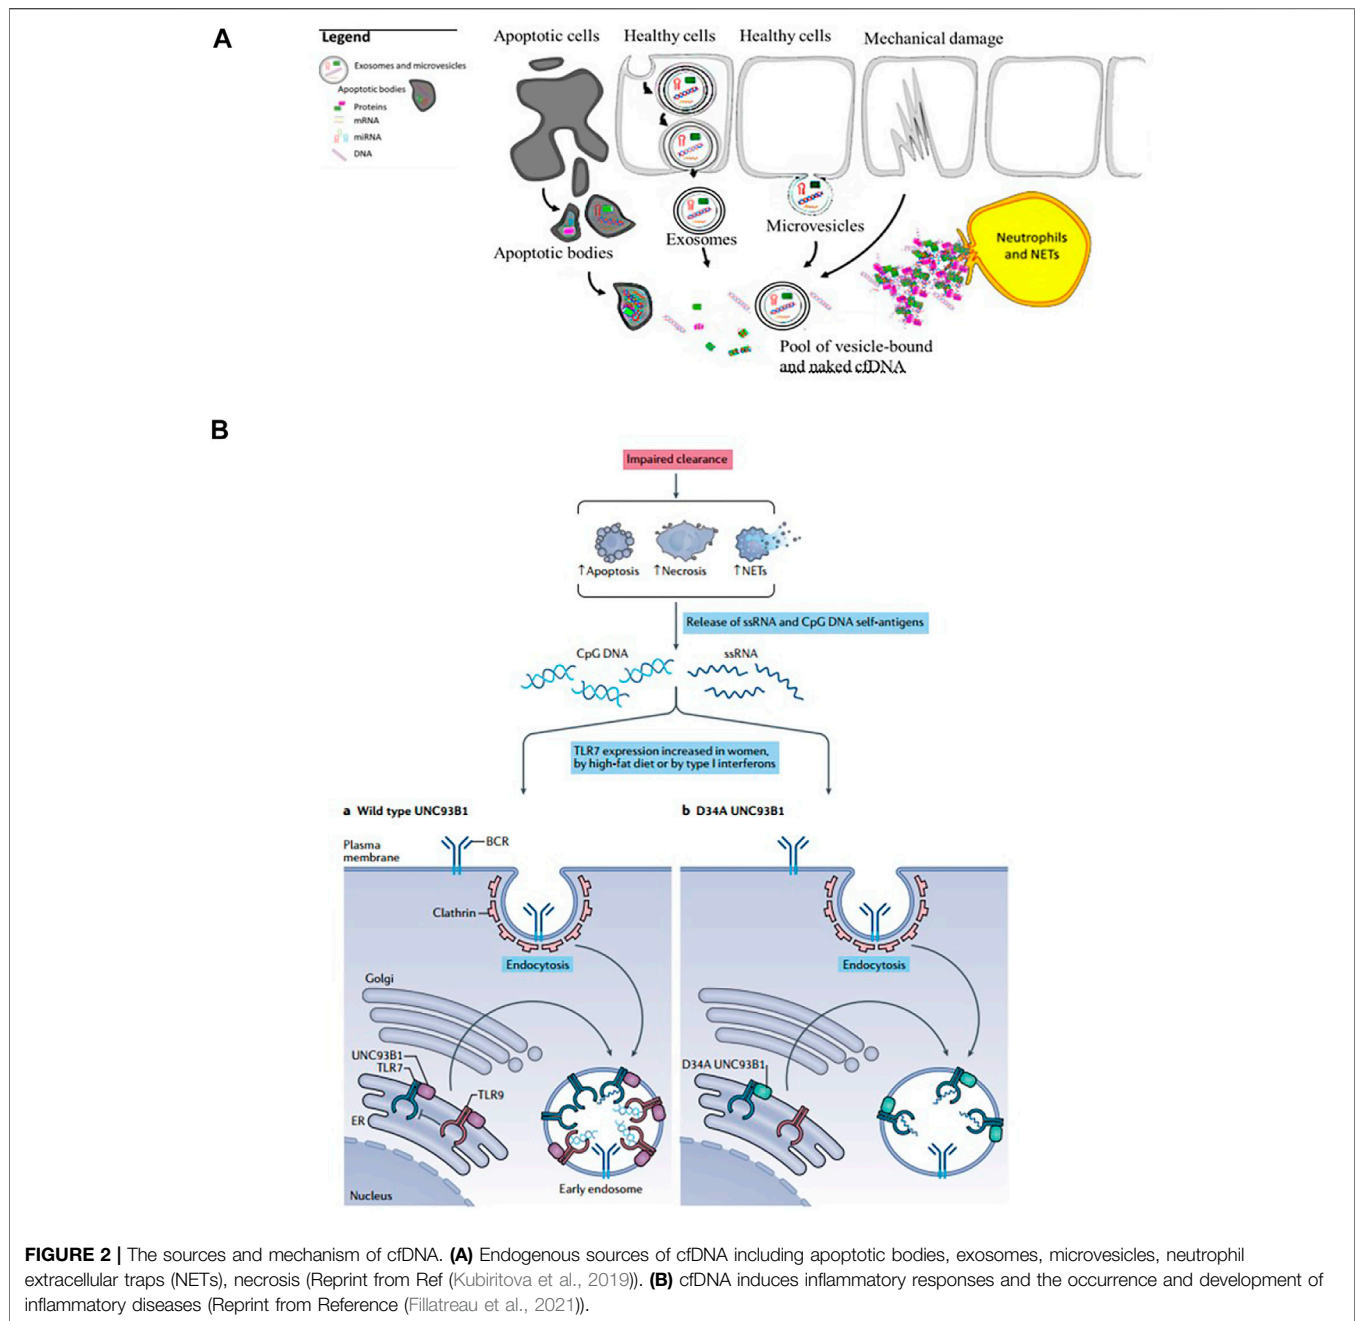 A
Legend
Exosomes and microvesicles
Apoptotic bodies
Proteins
mRNA
miRNA
DNA
Apoptotic cells
Healthy cells
Healthy cells
Mechanical damage
Apoptotic bodies
Exosomes
Microvesicles
Neutrophils
and NETs
Pool of vesicle-bound
and naked cfDNA
B
Impaired clearance
↑Apoptosis
↑Necrosis
↑NETs
Release of ssRNA and CpG DNA self-antigens
CpG DNA
ssRNA
TLR7 expression increased in women,
by high-fat diet or by type I interferons
a Wild type UNC93B1
b D34A UNC93B1
Plasma
membrane
BCR
Clathrin
Endocytosis
Endocytosis
Golgi
UNC93B1
TLR7
TLR9
ER
Nucleus
Early endosome
D34A UNC93B1
FIGURE 2 | The sources and mechanism of cfDNA. (A) Endogenous sources of cfDNA including apoptotic bodies, exosomes, microvesicles, neutrophil
extracellular traps (NETs), necrosis (Reprint from Ref (Kubiritova et al., 2019)). (B) cfDNA induces inflammatory responses and the occurrence and development of
inflammatory diseases (Reprint from Reference (Fillatreau et al., 2021)).